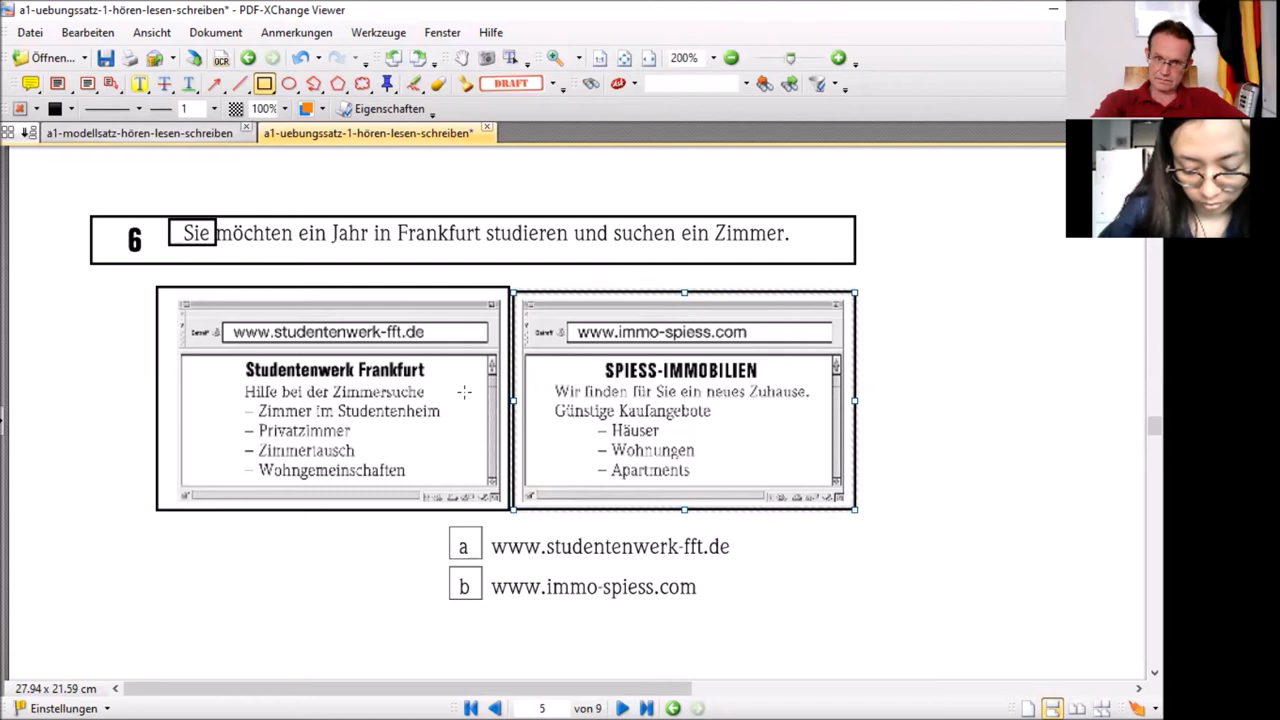 a1-uebungssatz-1-hören-lesen-schreiben* - PDF-XChange Viewer
Datei Bearbeiten Ansicht Dokument Anmerkungen Werkzeuge Fenster Hilfe
Öffnen... OCR 200%
DRAFT
1 100% Eigenschaften
a1-modellsatz-hören-lesen-schreiben a1-uebungssatz-1-hören-lesen-schreiben*
6 Sie möchten ein Jahr in Frankfurt studieren und suchen ein Zimmer.
www.studentenwerk-fft.de
Studentenwerk Frankfurt
Hilfe bei der Zimmersuche
– Zimmer im Studentenheim
– Privatzimmer
– Zimmertausch
– Wohngemeinschaften
www.immo-spiess.com
SPIESS-IMMOBILIEN
Wir finden für Sie ein neues Zuhause.
Günstige Kaufangebote
– Häuser
– Wohnungen
– Apartments
a www.studentenwerk-fft.de
b www.immo-spiess.com
27.94 x 21.59 cm
Einstellungen 5 von 9